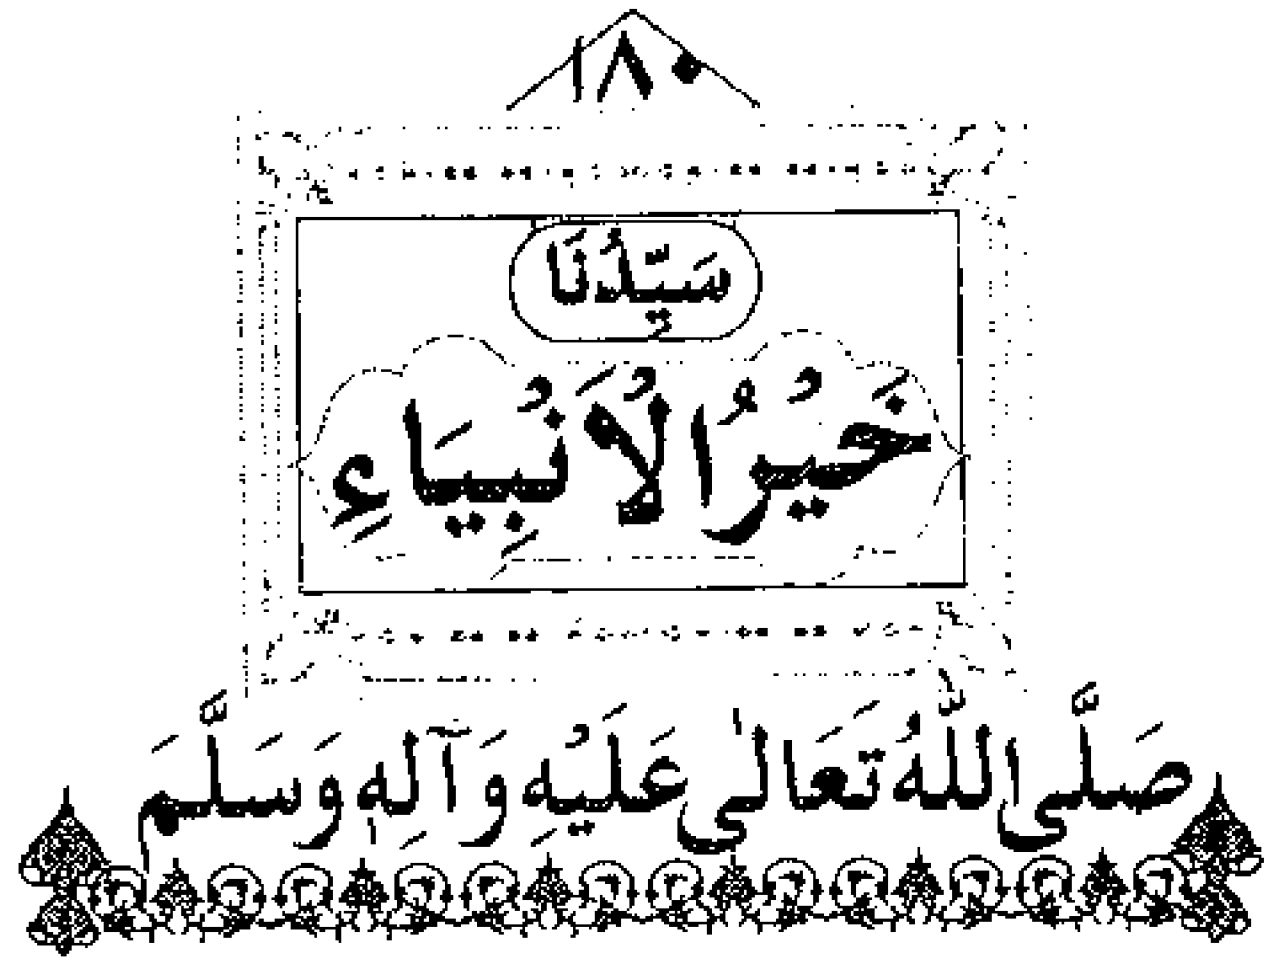 ١٨٠
سَيِّدُنَا
خَيْرُ الْاَنْبِيَاءِ
صَلَّى اللّٰهُ تَعَالٰى عَلَيْهِ وَآلِهٖ وَسَلَّمَ